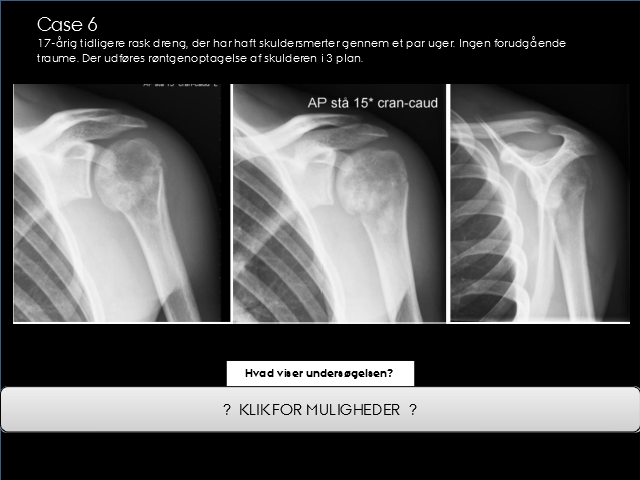 Case 6
17-årig tidligere rask dreng, der har haft skuldersmerter gennem et par uger. Ingen forudgående
traume. Der udføres røntgenoptagelse af skulderen i 3 plan.
AP stå 15* cran-caud
Hvad viser undersøgelsen?
? KLIK FOR MULIGHEDER ?